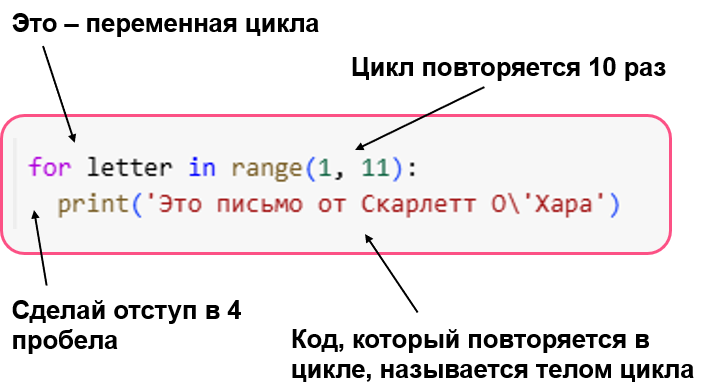 Это – переменная цикла
Цикл повторяется 10 раз
for letter in range(1, 11):
  print('Это письмо от Скарлетт О\'Хара')
Сделай отступ в 4
пробела
Код, который повторяется в
цикле, называется телом цикла